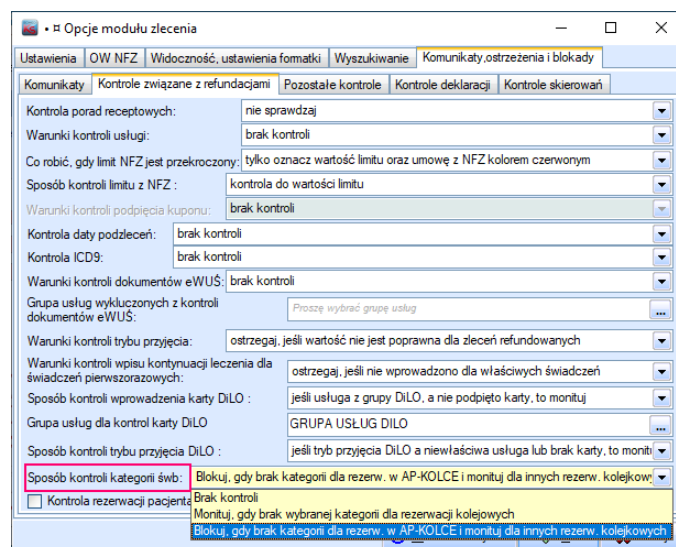 • ¤ Opcje modułu zlecenia
Ustawienia OW NFZ Widoczność, ustawienia formatki Wyszukiwanie Komunikaty,ostrzeżenia i blokady
Komunikaty Kontrole związane z refundacjami Pozostałe kontrole Kontrole deklaracji Kontrole skierowań
Kontrola porad receptowych: nie sprawdzaj
Warunki kontroli usługi: brak kontroli
Co robić, gdy limit NFZ jest przekroczony: tylko oznacz wartość limitu oraz umowę z NFZ kolorem czerwonym
Sposób kontroli limitu z NFZ : kontrola do wartości limitu
Warunki kontroli podpięcia kuponu: brak kontroli
Kontrola daty podzleceń: brak kontroli
Kontrola ICD9: brak kontroli
Warunki kontroli dokumentów eWUŚ: brak kontroli
Grupa usług wykluczonych z kontroli
dokumentów eWUŚ: Proszę wybrać grupę usług ...
Warunki kontroli trybu przyjęcia: ostrzegaj, jeśli wartość nie jest poprawna dla zleceń refundowanych
Warunki kontroli wpisu kontynuacji leczenia dla
świadczeń pierwszorazowych: ostrzegaj, jeśli nie wprowadzono dla właściwych świadczeń
Sposób kontroli wprowadzenia karty DiLO : jeśli usługa z grupy DiLO, a nie podpięto karty, to monituj
Grupa usług dla kontrol karty DiLO GRUPA USŁUG DILO ...
Sposób kontroli trybu przyjęcia DiLO : jeśli tryb przyjęcia DiLO a niewłaściwa usługa lub brak karty, to monitu
Sposób kontroli kategorii śwb: Blokuj, gdy brak kategorii dla rezerw. w AP-KOLCE i monituj dla innych rezerw. kolejkow
Kontrola rezerwacji pacjenta
Brak kontroli
Monituj, gdy brak wybranej kategorii dla rezerwacji kolejowych
Blokuj, gdy brak kategorii dla rezerw. w AP-KOLCE i monituj dla innych rezerw. kolejkowych